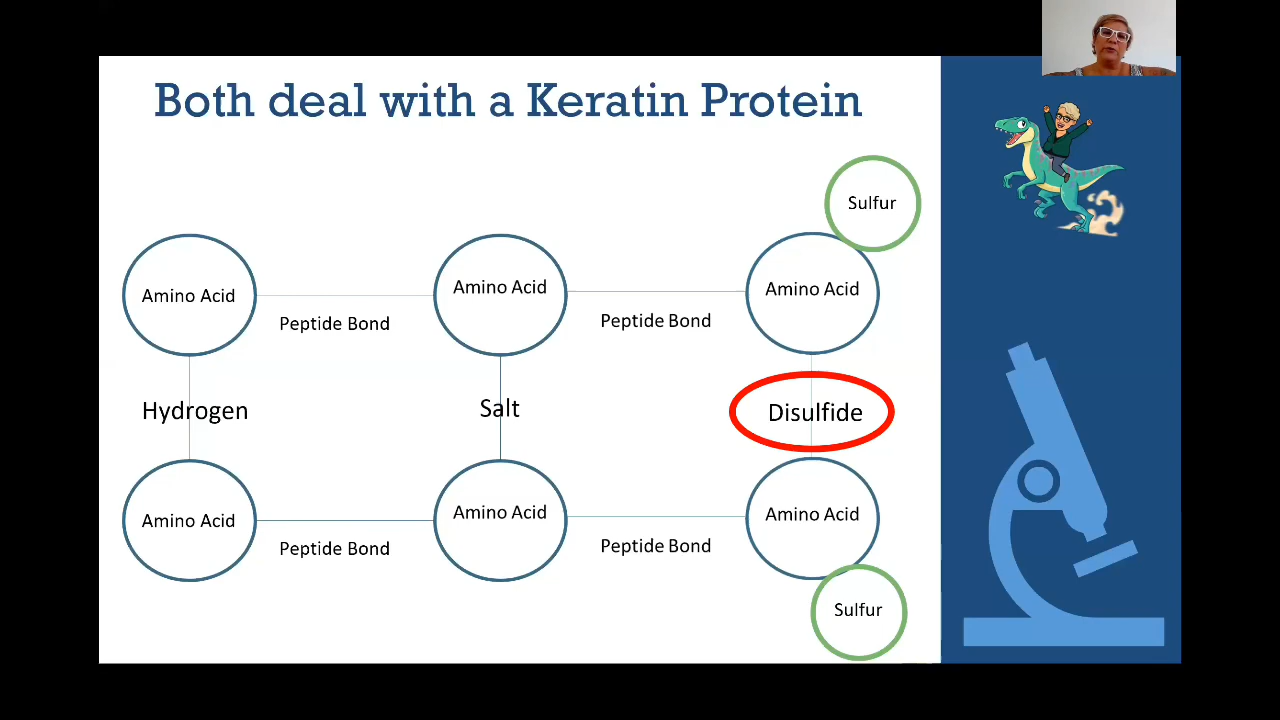 Both deal with a Keratin Protein
Sulfur
Amino Acid
Amino Acid
Amino Acid
Peptide Bond
Peptide Bond
Hydrogen
Salt
Disulfide
Amino Acid
Amino Acid
Amino Acid
Peptide Bond
Peptide Bond
Sulfur